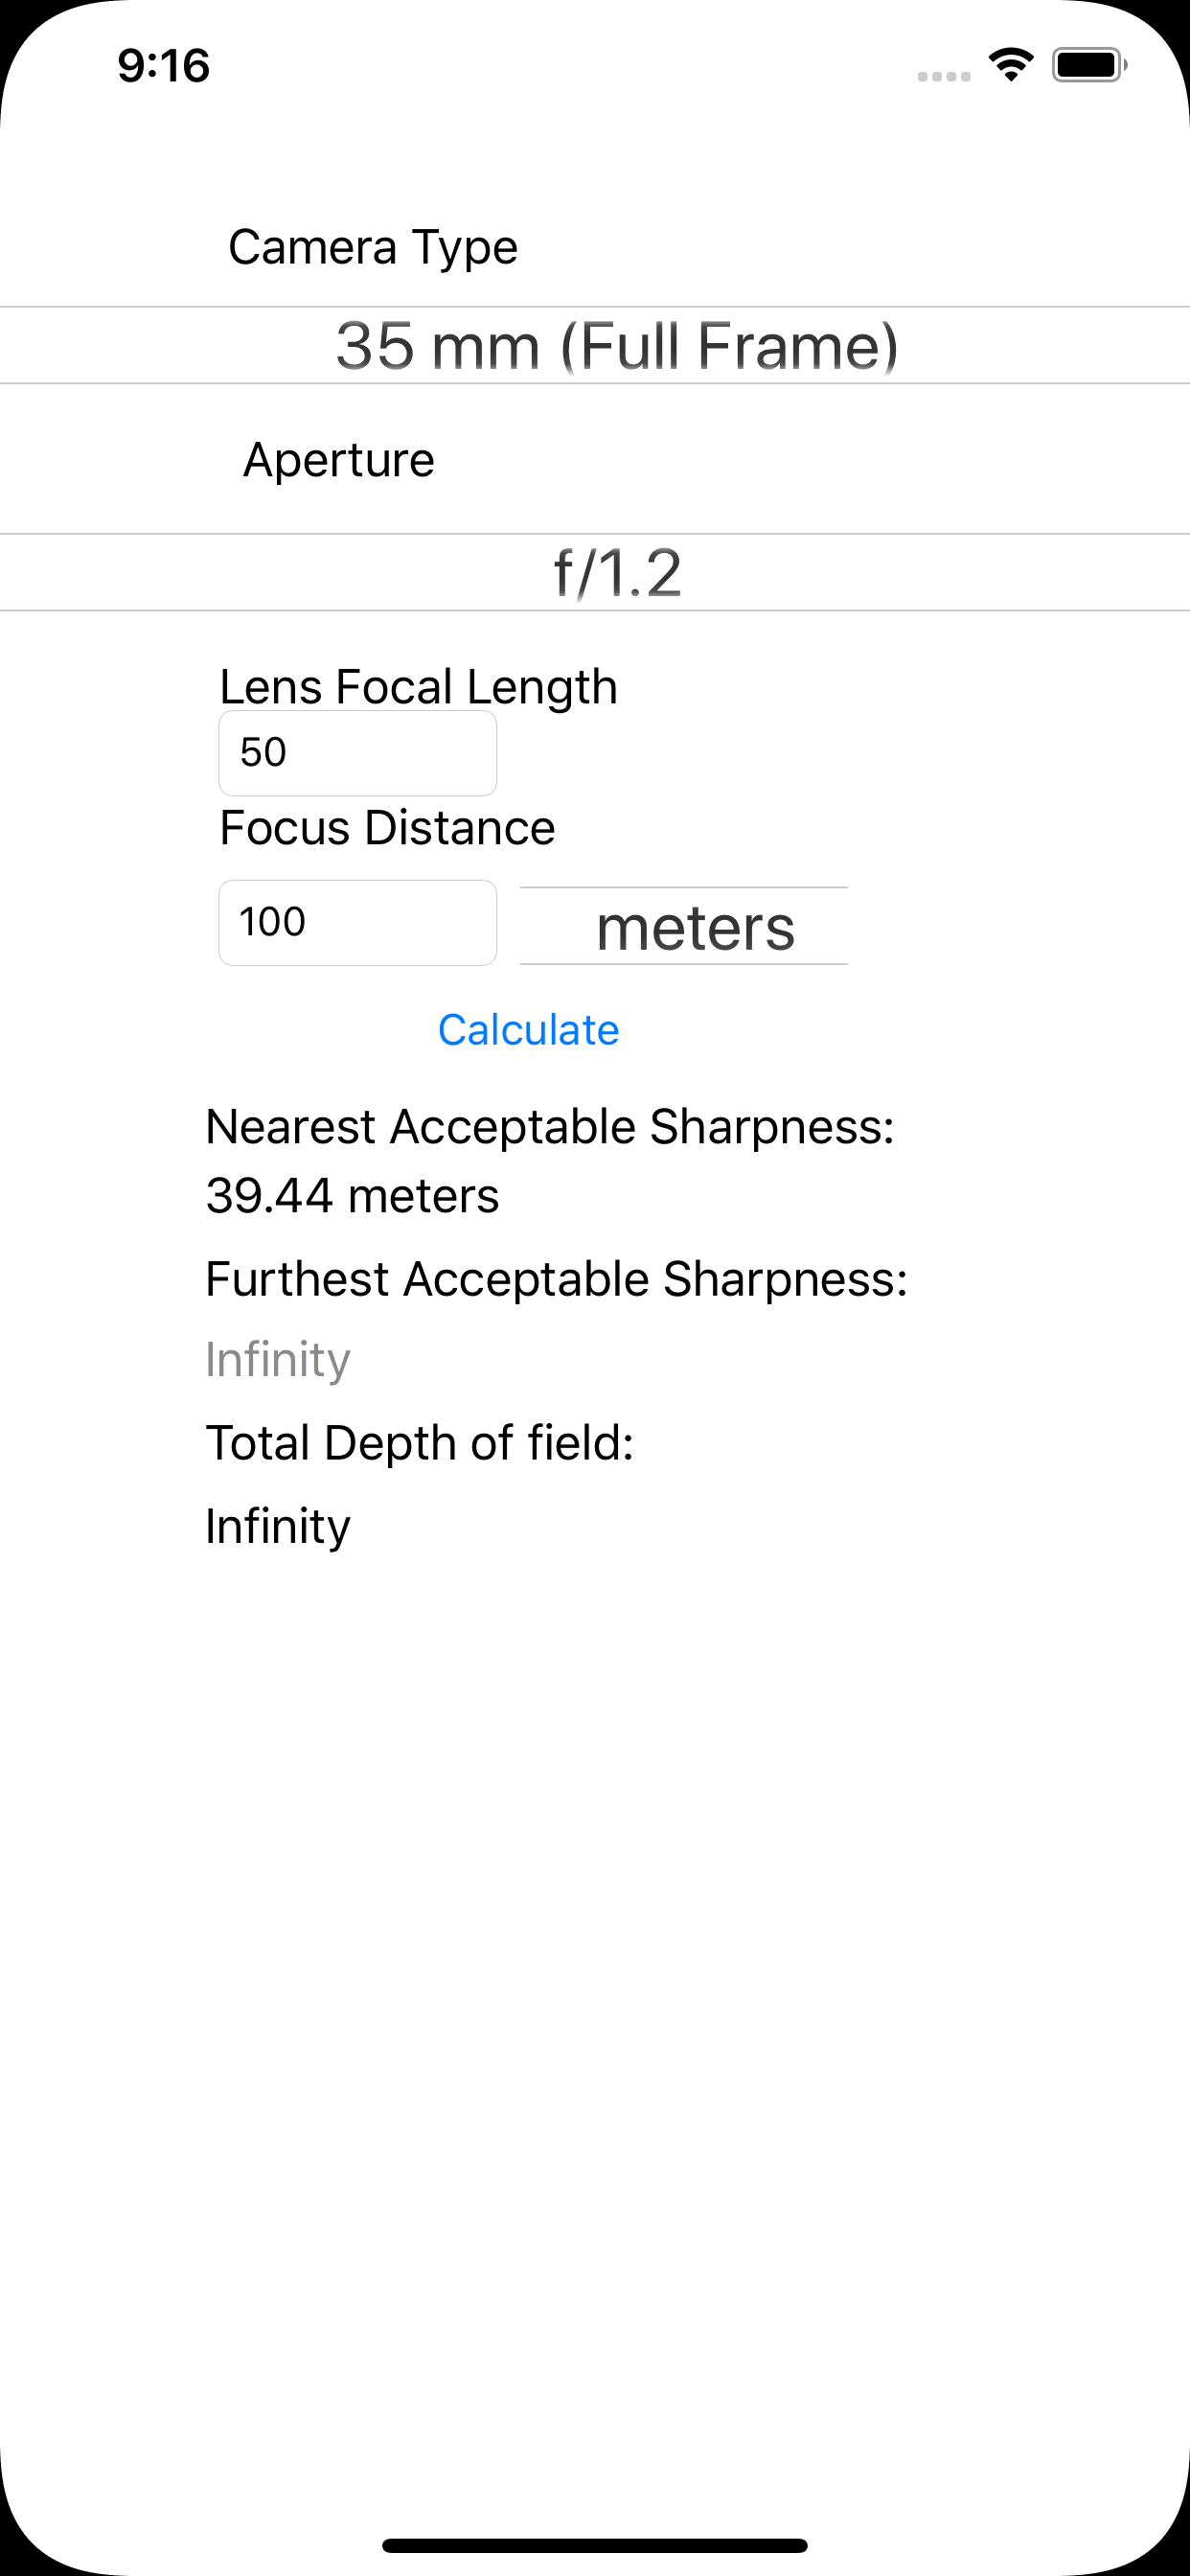 9:16
Camera Type
35 mm (Full Frame)
Aperture
f/1.2
Lens Focal Length
50
Focus Distance
100
meters
Calculate
Nearest Acceptable Sharpness:
39.44 meters
Furthest Acceptable Sharpness:
Infinity
Total Depth of field:
Infinity